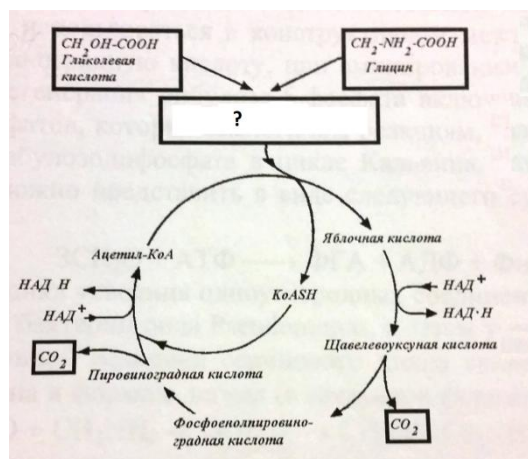 CH2OH-COOH
Гликолевая
кислота
CH2-NH2-COOH
Глицин
?
Яблочная кислота
Ацетил-КоА
НАД Н
НАД+
CO2
KoASH
НАД+
НАД·Н
Щавелевоуксуная кислота
Пировиноградная кислота
Фосфоенолпировино-
градная кислота
CO2